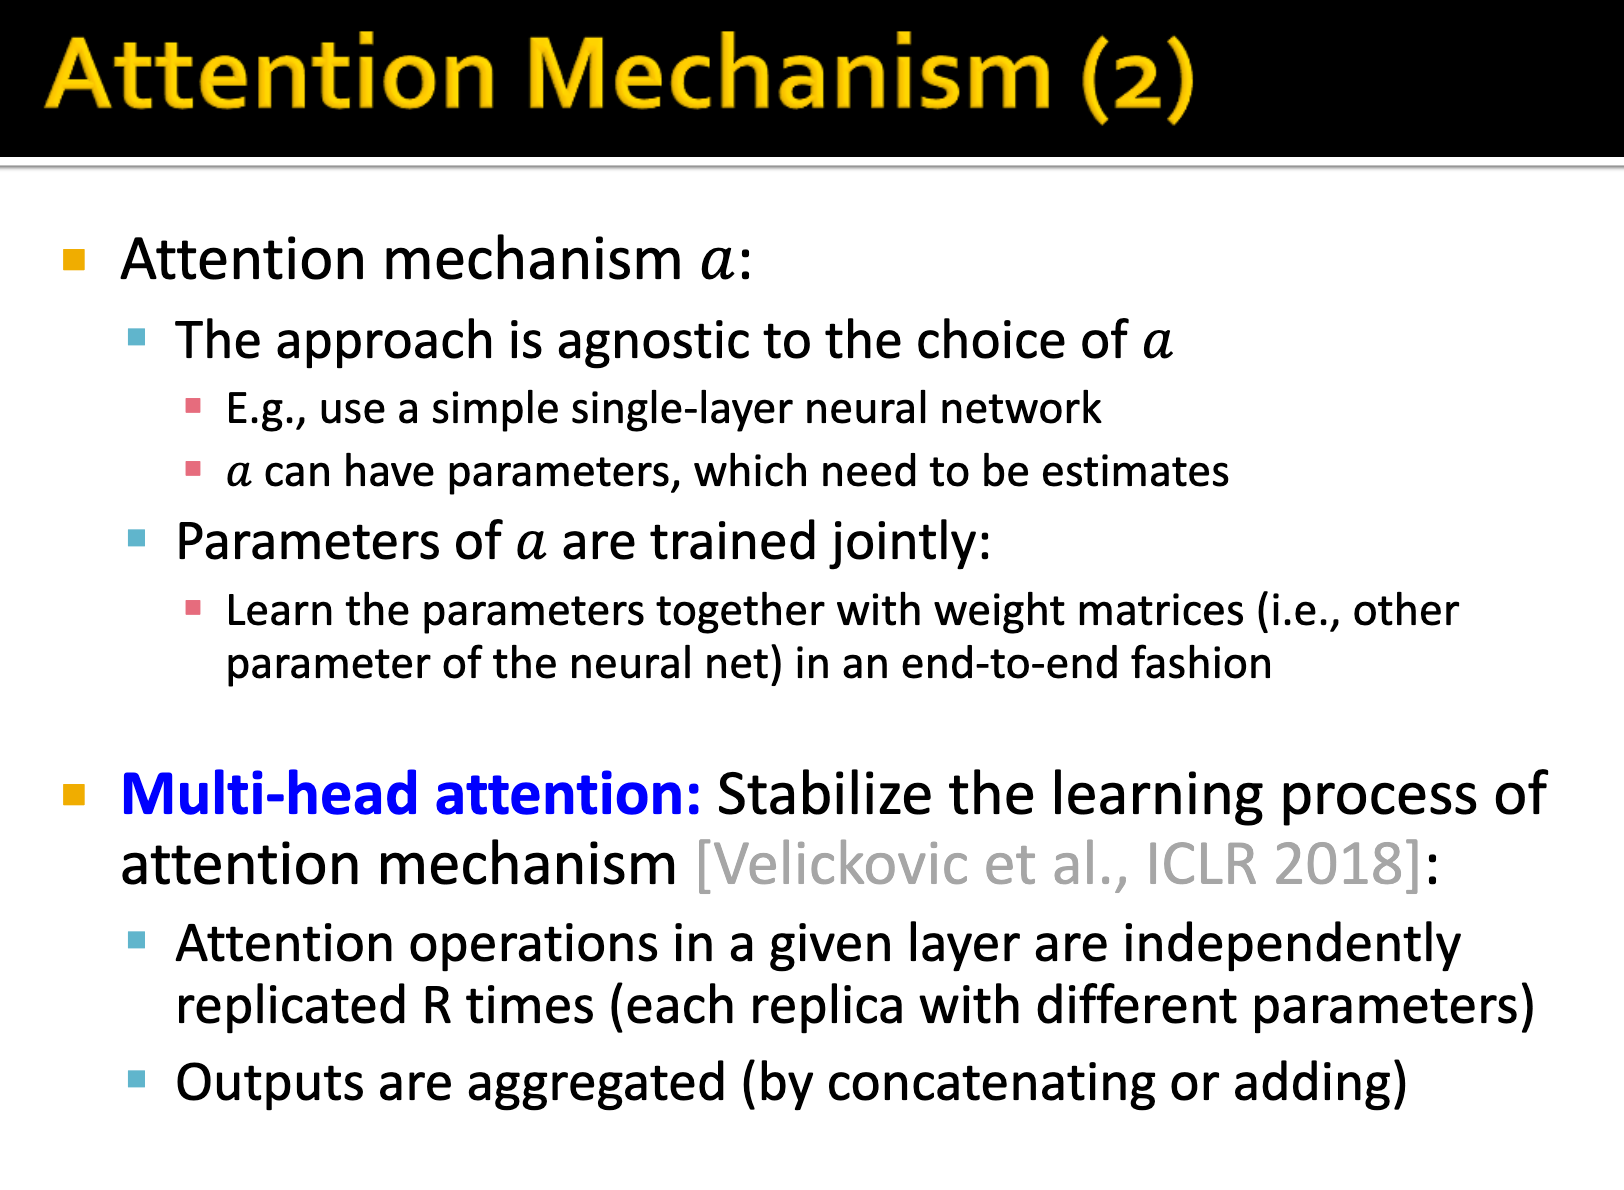 Attention Mechanism (2)
Attention mechanism 𝑎:
The approach is agnostic to the choice of 𝑎
E.g., use a simple single-layer neural network
𝑎 can have parameters, which need to be estimates
Parameters of 𝑎 are trained jointly:
Learn the parameters together with weight matrices (i.e., other
parameter of the neural net) in an end-to-end fashion
Multi-head attention: Stabilize the learning process of
attention mechanism [Velickovic et al., ICLR 2018]:
Attention operations in a given layer are independently
replicated R times (each replica with different parameters)
Outputs are aggregated (by concatenating or adding)